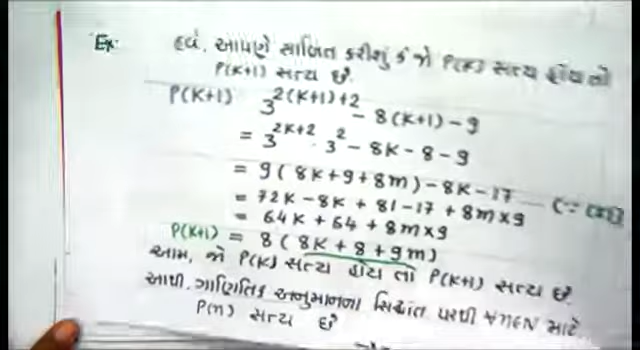 Ex. હવે, આપણે સાબિત કરીશું કે જો P(K) સત્ય હોય તો
P(K+1) સત્ય છે.
P(K+1) 3^{2(K+1)+2} - 8(K+1) - 9
= 3^{2K+2} · 3^2 - 8K - 8 - 9
= 9(8K+9+8m) - 8K - 17
= 72K - 8K + 81 - 17 + 8m×9
= 64K + 64 + 8m×9
P(K+1) = 8(8K+8+9m)
આમ, જો P(K) સત્ય હોય તો P(K+1) સત્ય છે.
આથી. ગાણિતિક અનુમાનના સિદ્ધાંત પરથી ∀n∈N માટે.
P(n) સત્ય છે